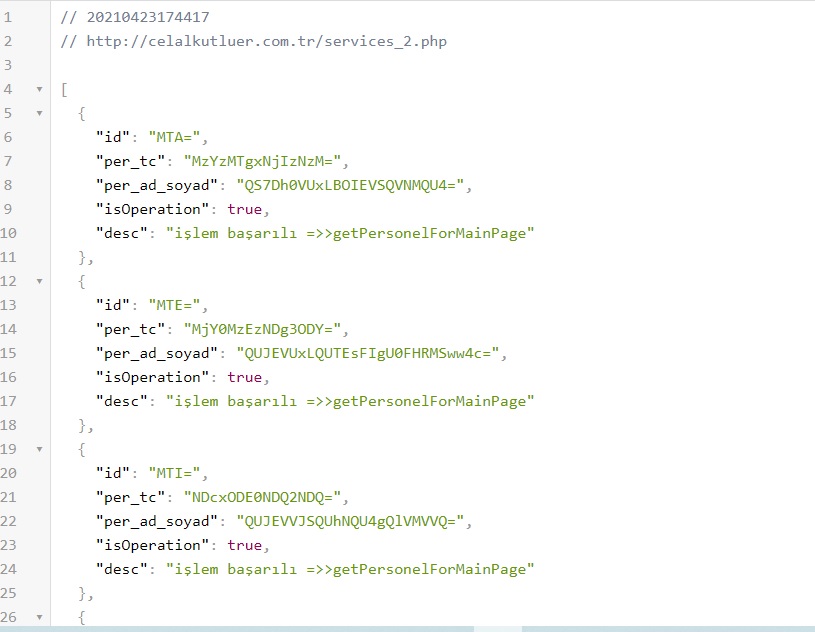 1 // 20210423174417
2 // http://celalkutluer.com.tr/services_2.php
3
4 [
5 {
6 "id": "MTA=",
7 "per_tc": "MzYzMTgxNjIzNzM=",
8 "per_ad_soyad": "QS7Dh0VUxLBOIEVSQVNMQU4=",
9 "isOperation": true,
10 "desc": "işlem başarılı =>>getPersonelForMainPage"
11 },
12 {
13 "id": "MTE=",
14 "per_tc": "MjY0MzEzNDg3ODY=",
15 "per_ad_soyad": "QUJEVUxLQUTEsFIgU0FHRMSww4c=",
16 "isOperation": true,
17 "desc": "işlem başarılı =>>getPersonelForMainPage"
18 },
19 {
20 "id": "MTI=",
21 "per_tc": "NDcxODE0NDQ2NDQ=",
22 "per_ad_soyad": "QUJEVVJSQUhNQU4gQlVMVVQ=",
23 "isOperation": true,
24 "desc": "işlem başarılı =>>getPersonelForMainPage"
25 },
26 {